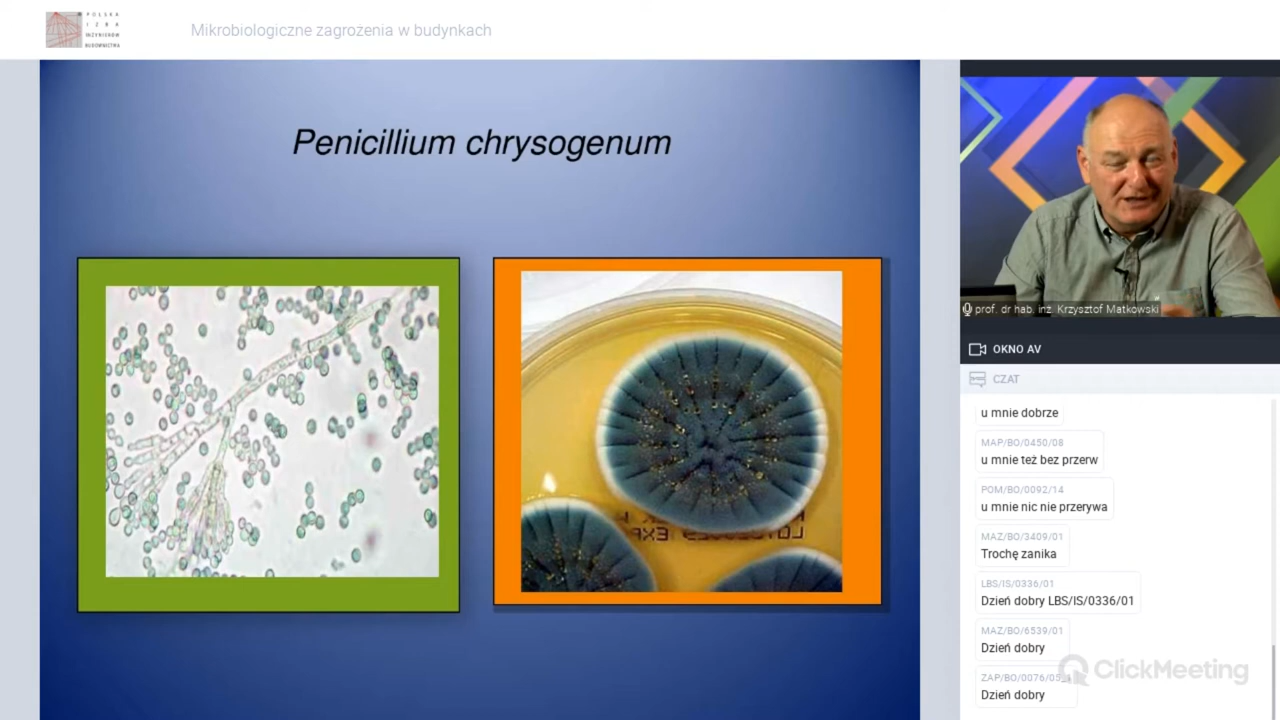 POLSKA
IZBA
INŻYNIERÓW
BUDOWNICTWA
Mikrobiologiczne zagrożenia w budynkach
Penicillium chrysogenum
prof. dr hab. inż. Krzysztof Matkowski
OKNO AV
CZAT
u mnie dobrze
MAP/BO/0450/08
u mnie też bez przerw
POM/BO/0092/14
u mnie nic nie przerywa
MAZ/BO/3409/01
Trochę zanika
LBS/IS/0336/01
Dzień dobry LBS/IS/0336/01
MAZ/BO/6539/01
Dzień dobry
ZAP/BO/0076/05
Dzień dobry
ClickMeeting